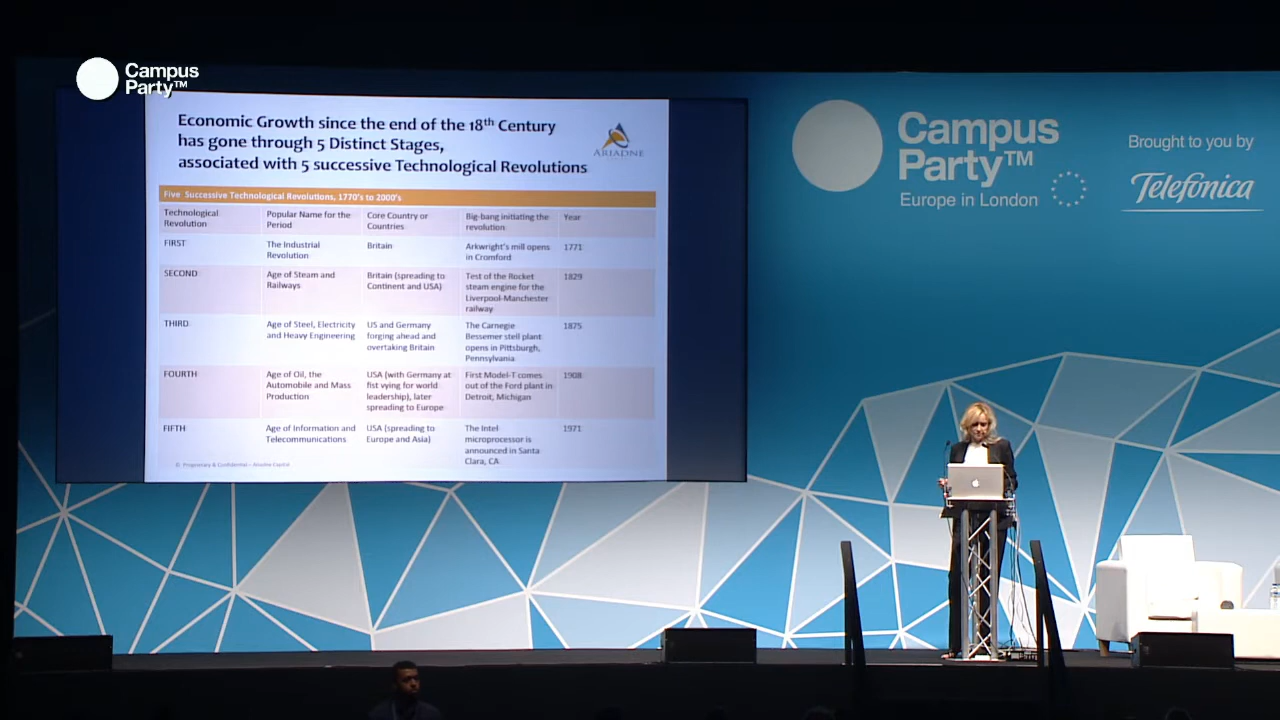 Campus
Party™
Economic Growth since the end of the 18th Century
has gone through 5 Distinct Stages,
associated with 5 successive Technological Revolutions
ARIADNE
Five Successive Technological Revolutions, 1770's to 2000's
Technological
Revolution
Popular Name for the
Period
Core Country or
Countries
Big-bang initiating the
revolution
Year
FIRST
The Industrial
Revolution
Britain
Arkwright's mill opens
in Cromford
1771
SECOND
Age of Steam and
Railways
Britain (spreading to
Continent and USA)
Test of the Rocket
steam engine for the
Liverpool-Manchester
railway
1829
THIRD
Age of Steel, Electricity
and Heavy Engineering
US and Germany
forging ahead and
overtaking Britain
The Carnegie
Bessemer stell plant
opens in Pittsburgh,
Pennsylvania
1875
FOURTH
Age of Oil, the
Automobile and Mass
Production
USA (with Germany at
fist vying for world
leadership), later
spreading to Europe
First Model-T comes
out of the Ford plant in
Detroit, Michigan
1908
FIFTH
Age of Information and
Telecommunications
USA (spreading to
Europe and Asia)
The Intel
microprocessor is
announced in Santa
Clara, CA
1971
© Proprietary & Confidential – Ariadne Capital
Campus
Party™
Europe in London
Brought to you by
Telefónica